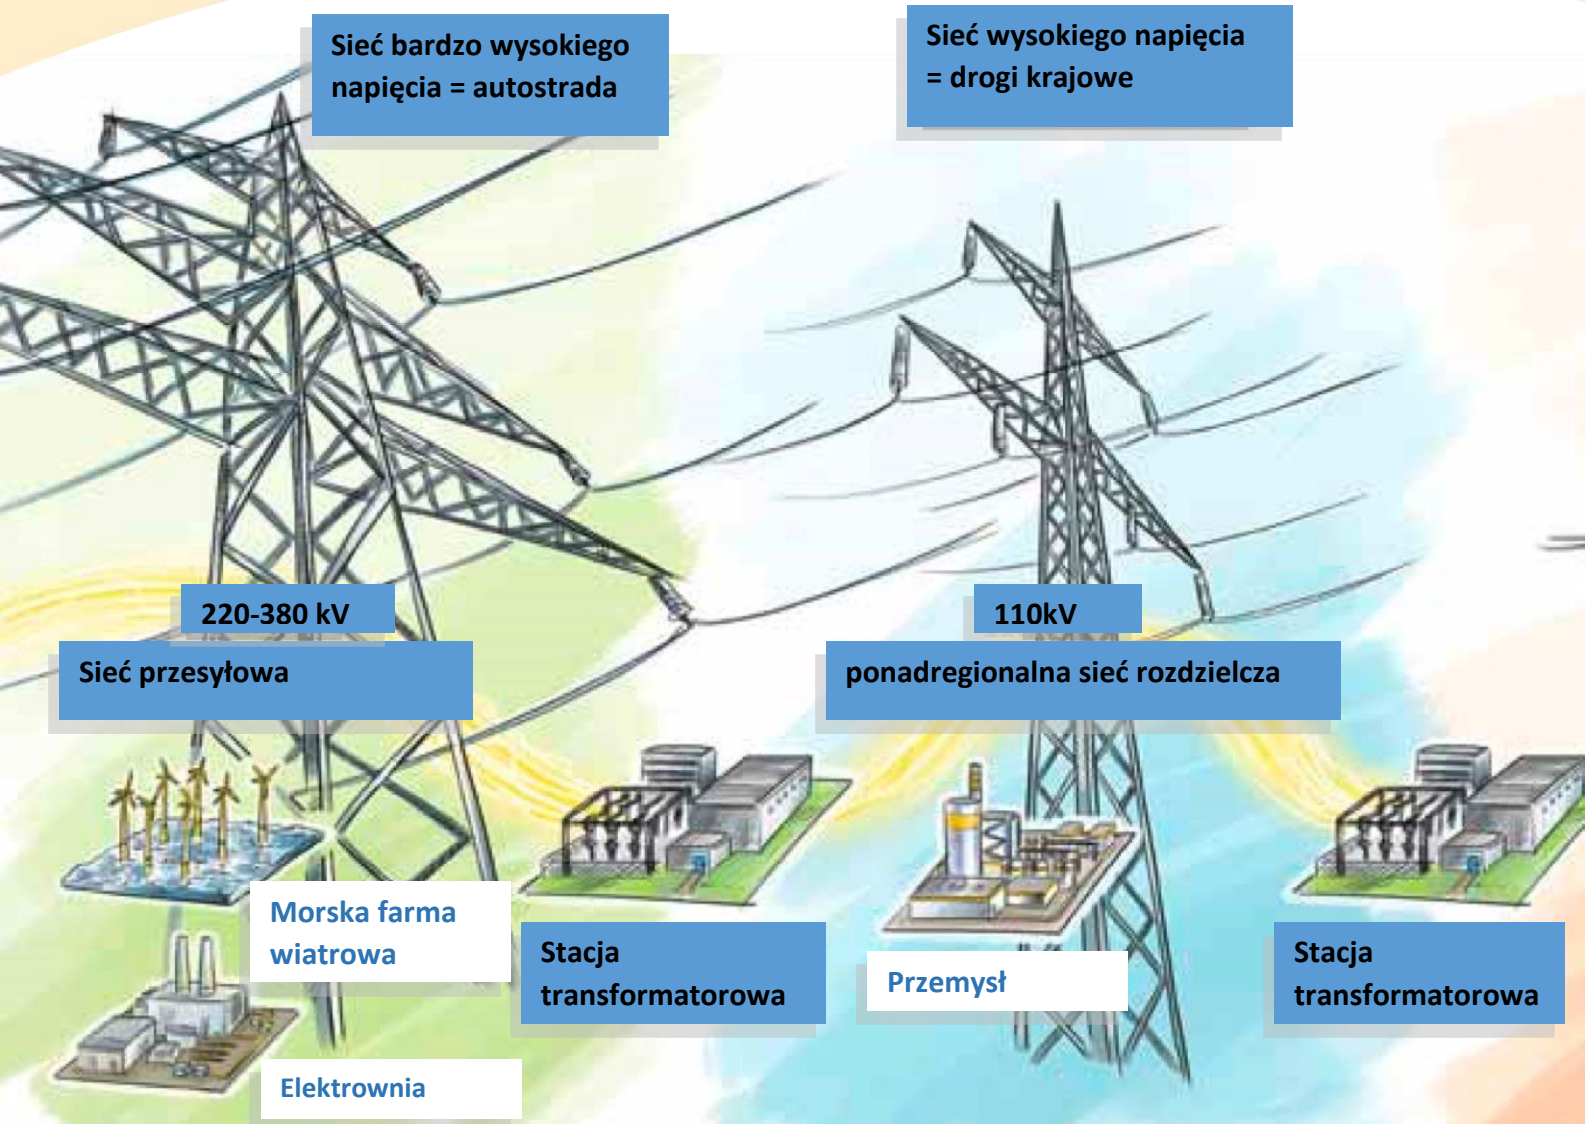 Sieć bardzo wysokiego
napięcia = autostrada
Sieć wysokiego napięcia
= drogi krajowe
220-380 kV
Sieć przesyłowa
110kV
ponadregionalna sieć rozdzielcza
Morska farma
wiatrowa
Stacja
transformatorowa
Przemysł
Stacja
transformatorowa
Elektrownia